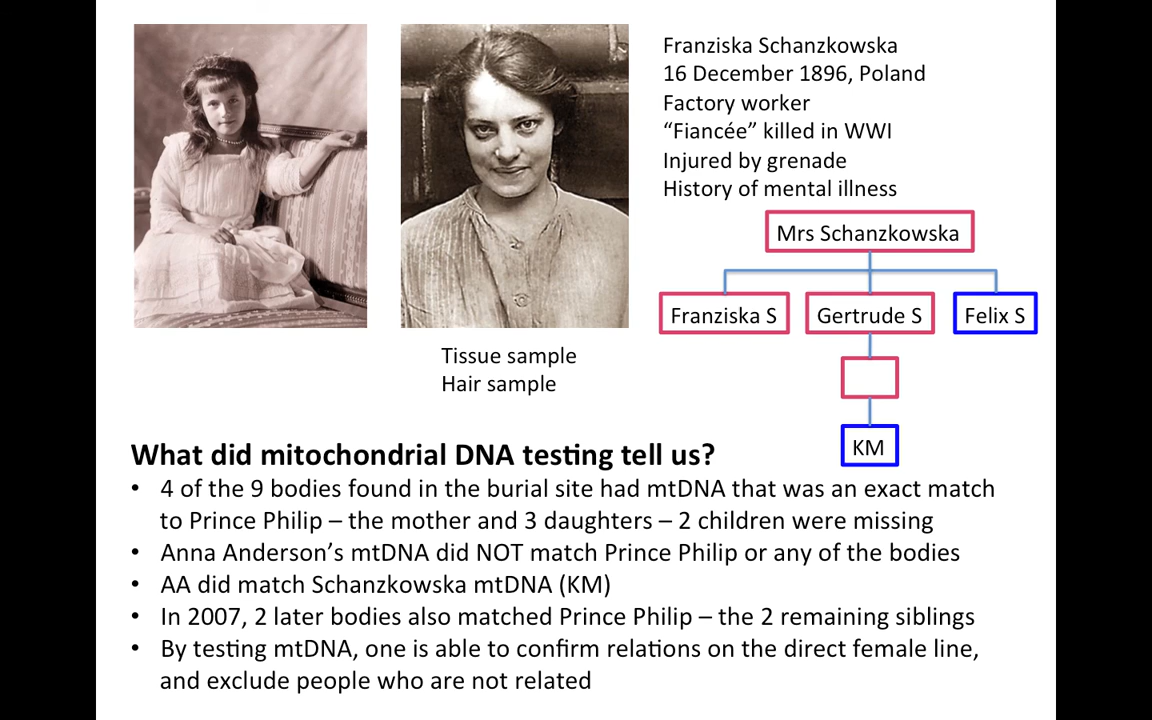 Franziska Schanzkowska
16 December 1896, Poland
Factory worker
“Fiancée” killed in WWI
Injured by grenade
History of mental illness
Mrs Schanzkowska
Franziska S
Gertrude S
Felix S
Tissue sample
Hair sample
KM
What did mitochondrial DNA testing tell us?
• 4 of the 9 bodies found in the burial site had mtDNA that was an exact match
to Prince Philip – the mother and 3 daughters – 2 children were missing
• Anna Anderson’s mtDNA did NOT match Prince Philip or any of the bodies
• AA did match Schanzkowska mtDNA (KM)
• In 2007, 2 later bodies also matched Prince Philip – the 2 remaining siblings
• By testing mtDNA, one is able to confirm relations on the direct female line,
and exclude people who are not related